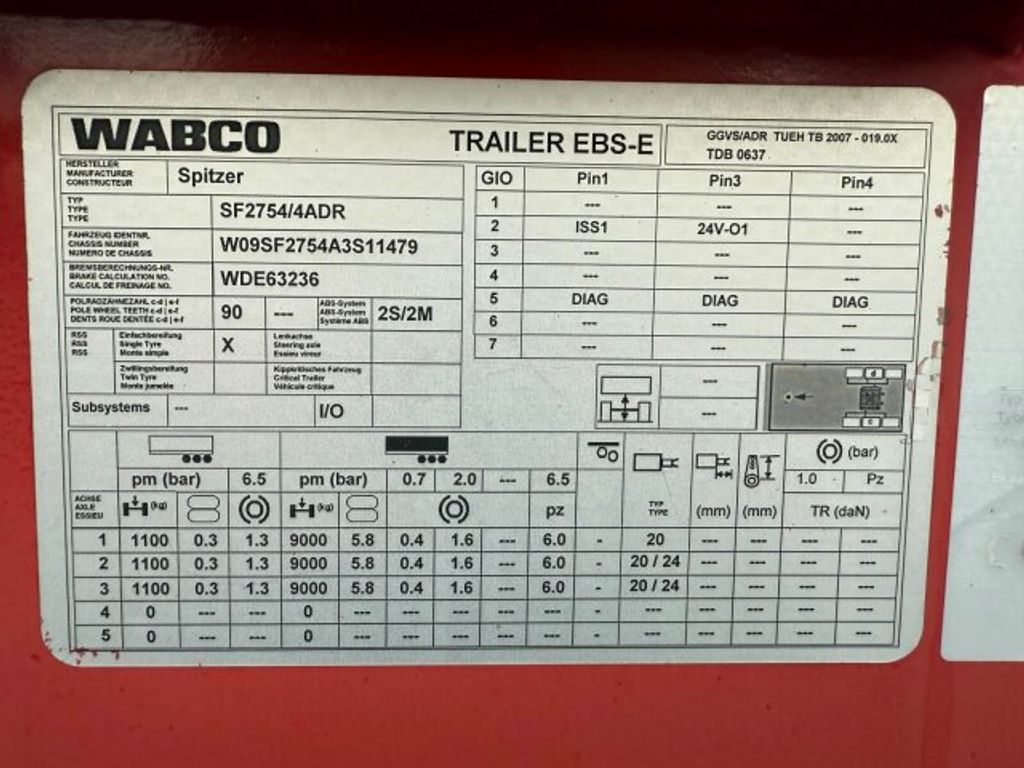 WABCO TRAILER EBS-E GGVS/ADR TUEH TB 2007 - 019.0X
TDB 0637
HERSTELLER
MANUFACTURER
CONSTRUCTEUR
Spitzer
TYP
TYPE
TYPE
SF2754/4ADR
FAHRZEUG IDENTNR.
CHASSIS NUMBER
NUMERO DE CHASSIS
W09SF2754A3S11479
BREMSBERECHNUNGS-NR.
BRAKE CALCULATION NO.
CALCUL DE FREINAGE NO.
WDE63236
POLRADZÄHNEZAHL c-d | e-f
POLE WHEEL TEETH c-d | e-f
DENTS ROUE DENTÉE c-d | e-f
90 ---
ABS-System
ABS-System
Système ABS
2S/2M
RSS
RSS
RSS
Einfachbereifung
Single Tyre
Monte simple
X
Lenkachse
Steering axle
Essieu vireur
Zwillingsbereifung
Twin Tyre
Monte jumelée
Kippkritisches Fahrzeug
Critical Trailer
Véhicule critique
Subsystems --- I/O
GIO Pin1 Pin3 Pin4
1 --- --- ---
2 ISS1 24V-O1 ---
3 --- --- ---
4 --- --- ---
5 DIAG DIAG DIAG
6 --- --- ---
7 --- --- ---
---
---
d
c
(bar)
pm (bar) 6.5 pm (bar) 0.7 2.0 --- 6.5 1.0 Pz
ACHSE
AXLE
ESSIEU
(kg) (kg) pz
TYP
TYPE
(mm) (mm) TR (daN)
1 1100 0.3 1.3 9000 5.8 0.4 1.6 --- 6.0 - 20 --- --- --- ---
2 1100 0.3 1.3 9000 5.8 0.4 1.6 --- 6.0 - 20 / 24 --- --- --- ---
3 1100 0.3 1.3 9000 5.8 0.4 1.6 --- 6.0 - 20 / 24 --- --- --- ---
4 0 --- --- 0 --- --- --- --- --- - --- --- --- --- ---
5 0 --- --- 0 --- --- --- --- --- - --- --- --- --- ---